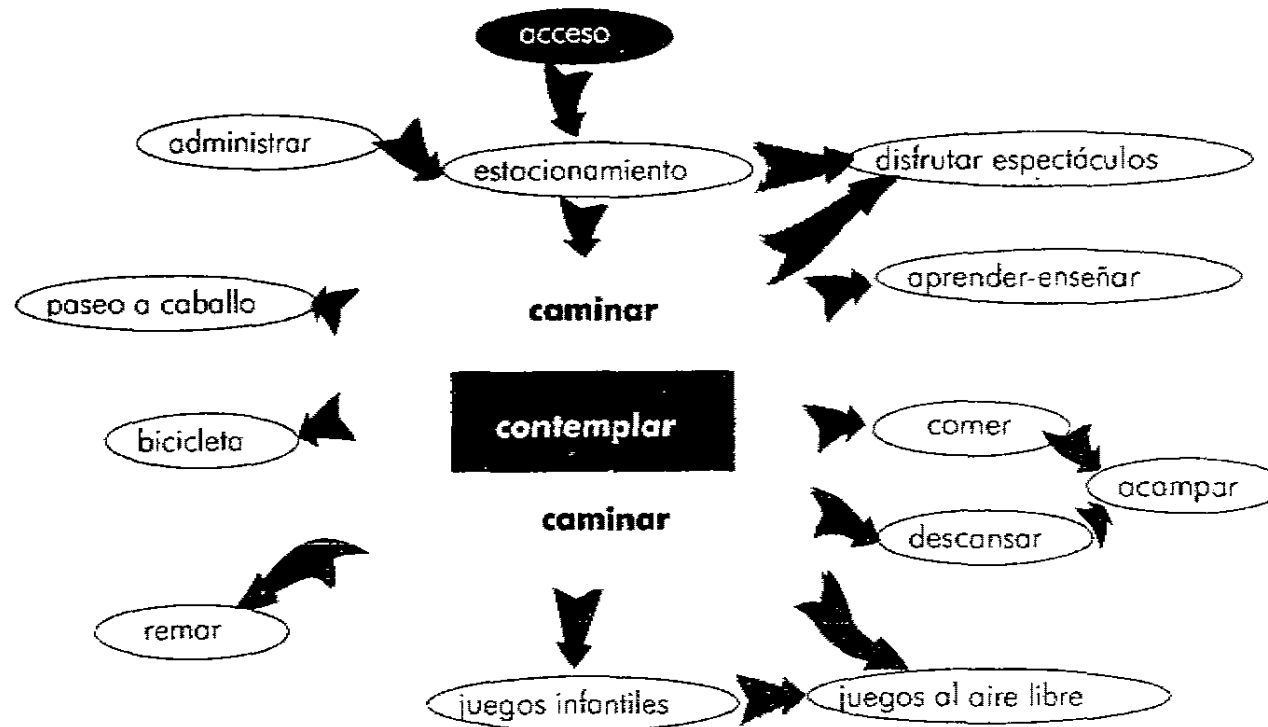 acceso
administrar
estacionamiento
disfrutar espectáculos
paseo a caballo
caminar
aprender-enseñar
bicicleta
contemplar
comer
acampar
caminar
descansar
remar
juegos infantiles
juegos al aire libre